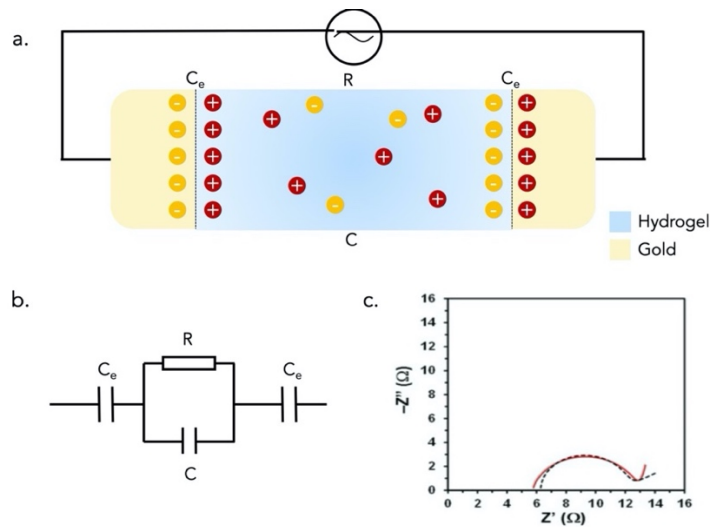 a.
R
Cₑ
Cₑ
- + + - - + - +
- + - +
- + + - +
- + + + - +
- + - - +
C
Hydrogel
Gold
b.
R
Cₑ
Cₑ
C
c.
−Z'' (Ω)
16
14
12
10
8
6
4
2
0
0 2 4 6 8 10 12 14 16
Z' (Ω)